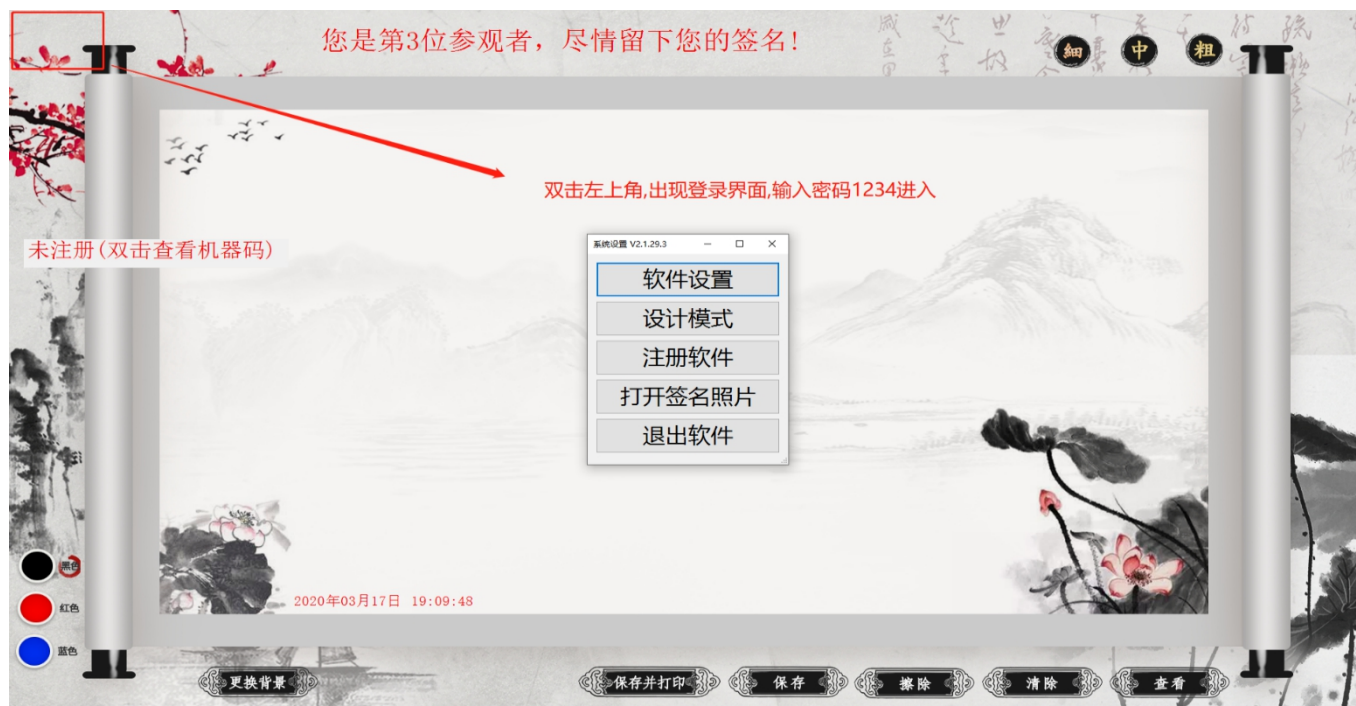 您是第3位参观者，尽情留下您的签名!
細
中
粗
双击左上角,出现登录界面,输入密码1234进入
未注册(双击查看机器码)
系统设置 V2.1.29.3
软件设置
设计模式
注册软件
打开签名照片
退出软件
黑色
红色
蓝色
2020年03月17日 19:09:48
更换背景
保存并打印
保存
擦除
清除
查看